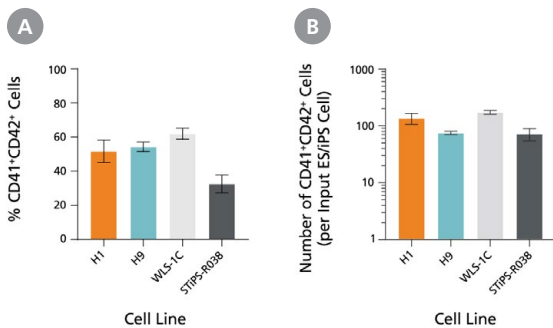 A
% CD41+CD42+ Cells
100
80
60
40
20
0
H1
H9
WLS-1C
STiPS-R038
Cell Line
B
Number of CD41+CD42+ Cells
(per Input ES/iPS Cell)
1000
100
10
1
H1
H9
WLS-1C
STiPS-R038
Cell Line